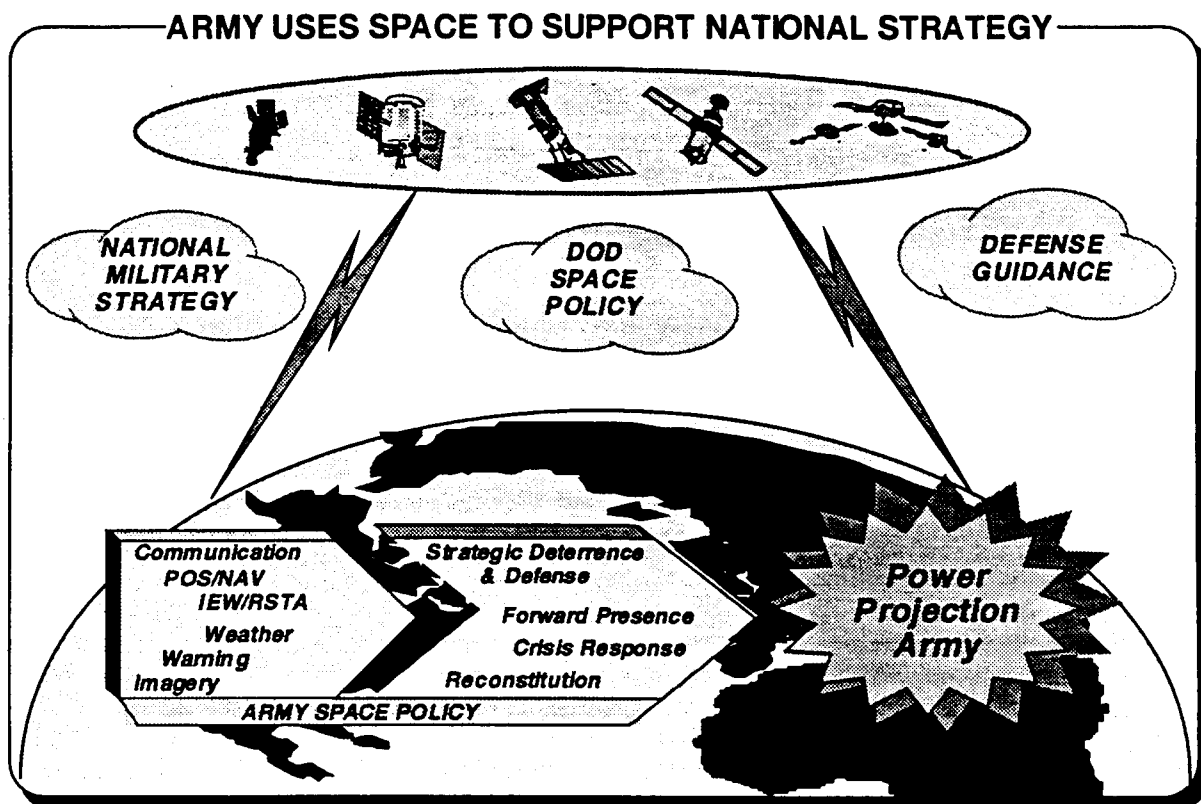 ARMY USES SPACE TO SUPPORT NATIONAL STRATEGY
NATIONAL
MILITARY
STRATEGY
DOD
SPACE
POLICY
DEFENSE
GUIDANCE
Communication
POS/NAV
IEW/RSTA
Weather
Warning
Imagery
Strategic Deterrence
& Defense
Forward Presence
Crisis Response
Reconstitution
ARMY SPACE POLICY
Power
Projection
Army